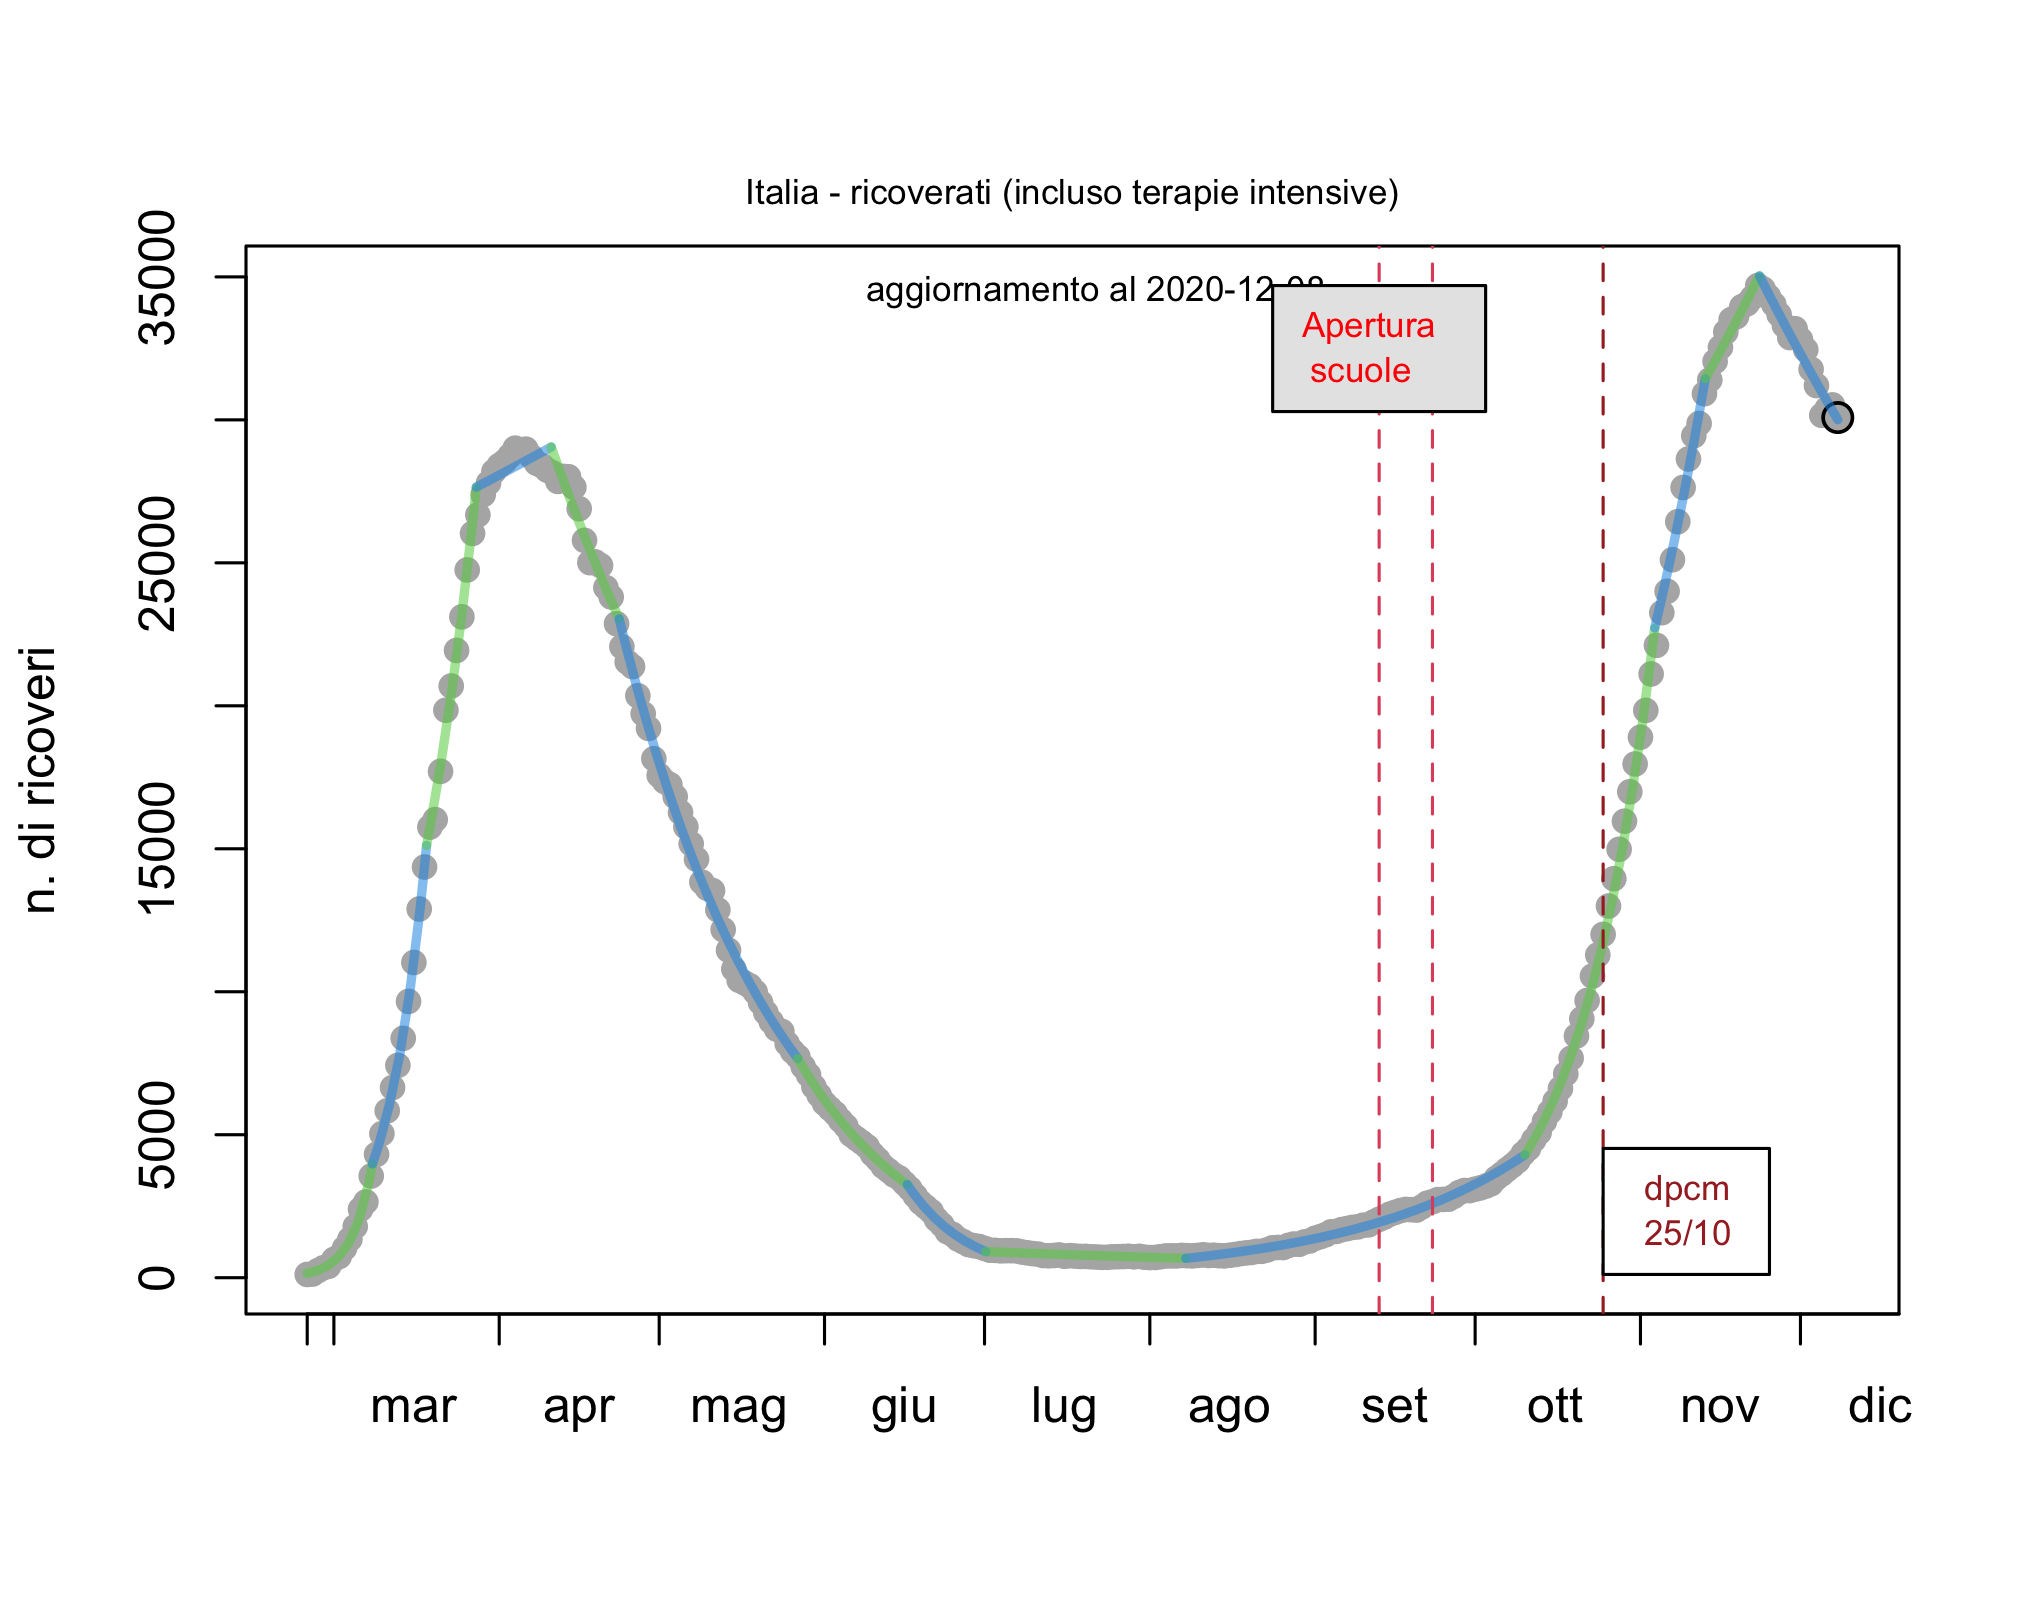 Italia - ricoverati (incluso terapie intensive)
aggiornamento al 2020-12-08
Apertura
scuole
dpcm
25/10
n. di ricoveri
35000
25000
15000
5000
0
mar apr mag giu lug ago set ott nov dic